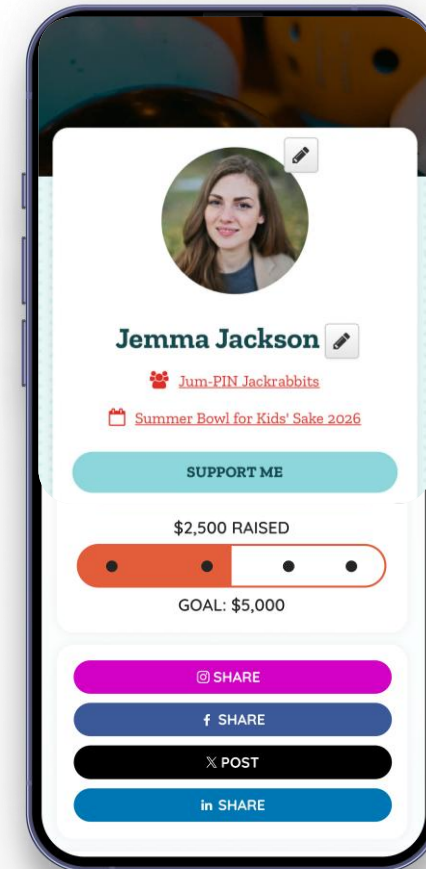 Jemma Jackson
Jum-PIN Jackrabbits
Summer Bowl for Kids' Sake 2026
SUPPORT ME
$2,500 RAISED
GOAL: $5,000
SHARE
f SHARE
X POST
in SHARE